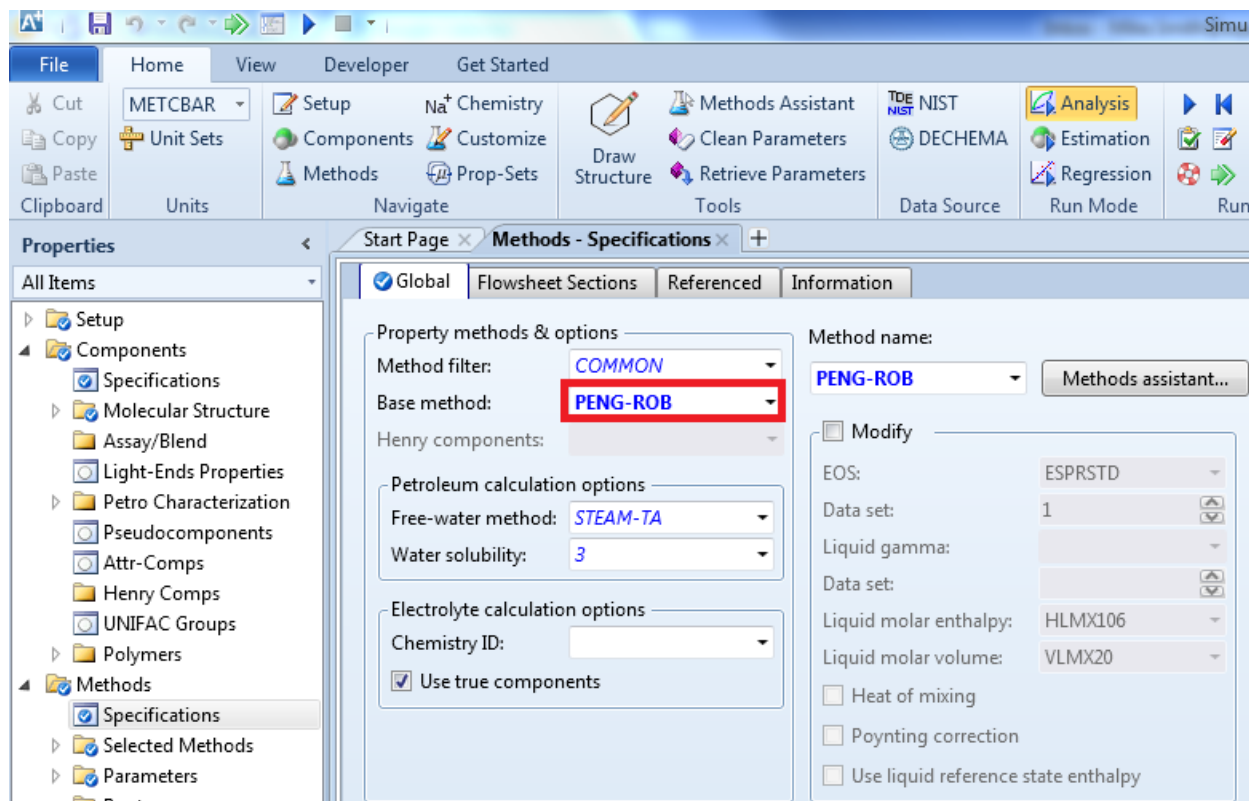 A+
Simu
File Home View Developer Get Started
Cut
Copy
Paste
Clipboard
METCBAR
Unit Sets
Units
Setup
Components
Methods
Na+ Chemistry
Customize
Prop-Sets
Navigate
Draw
Structure
Methods Assistant
Clean Parameters
Retrieve Parameters
Tools
TDE
NIST NIST
DECHEMA
Data Source
Analysis
Estimation
Regression
Run Mode
Run
Properties
All Items
Setup
Components
Specifications
Molecular Structure
Assay/Blend
Light-Ends Properties
Petro Characterization
Pseudocomponents
Attr-Comps
Henry Comps
UNIFAC Groups
Polymers
Methods
Specifications
Selected Methods
Parameters
Start Page Methods - Specifications
Global Flowsheet Sections Referenced Information
Property methods & options
Method filter: COMMON
Base method: PENG-ROB
Henry components:
Petroleum calculation options
Free-water method: STEAM-TA
Water solubility: 3
Electrolyte calculation options
Chemistry ID:
Use true components
Method name:
PENG-ROB Methods assistant...
Modify
EOS: ESPRSTD
Data set: 1
Liquid gamma:
Data set:
Liquid molar enthalpy: HLMX106
Liquid molar volume: VLMX20
Heat of mixing
Poynting correction
Use liquid reference state enthalpy